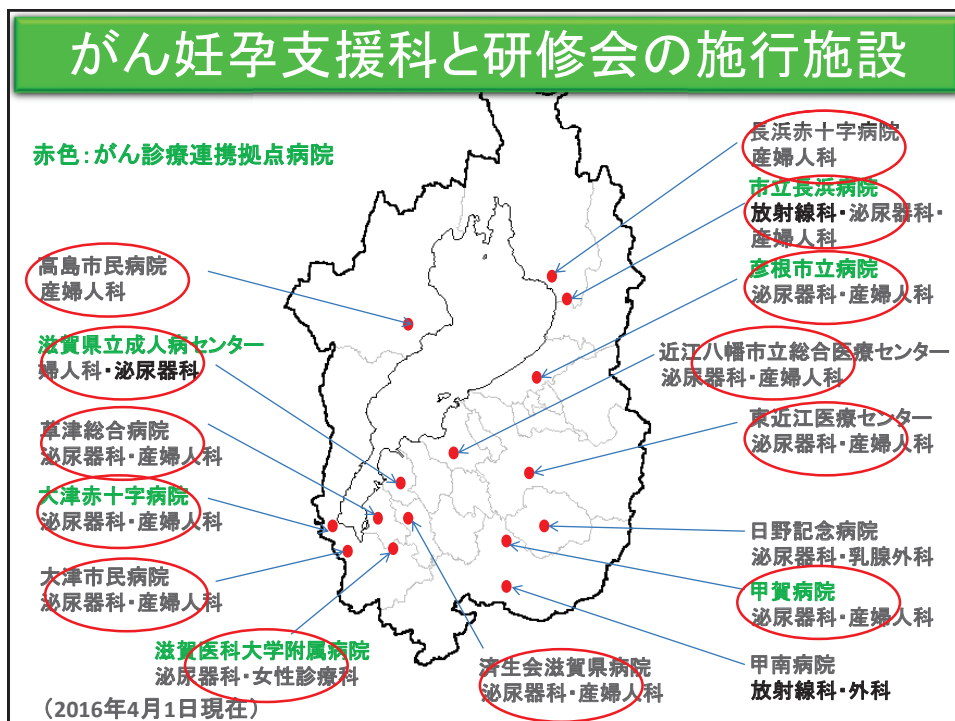 がん妊孕支援科と研修会の施行施設
赤色：がん診療連携拠点病院
長浜赤十字病院
産婦人科
市立長浜病院
放射線科・泌尿器科・
産婦人科
彦根市立病院
泌尿器科・産婦人科
近江八幡市立総合医療センター
泌尿器科・産婦人科
東近江医療センター
泌尿器科・産婦人科
日野記念病院
泌尿器科・乳腺外科
甲賀病院
泌尿器科・産婦人科
甲南病院
放射線科・外科
高島市民病院
産婦人科
滋賀県立成人病センター
婦人科・泌尿器科
草津総合病院
泌尿器科・産婦人科
大津赤十字病院
泌尿器科・産婦人科
大津市民病院
泌尿器科・産婦人科
滋賀医科大学附属病院
泌尿器科・女性診療科
済生会滋賀県病院
泌尿器科・産婦人科
（2016年4月1日現在）